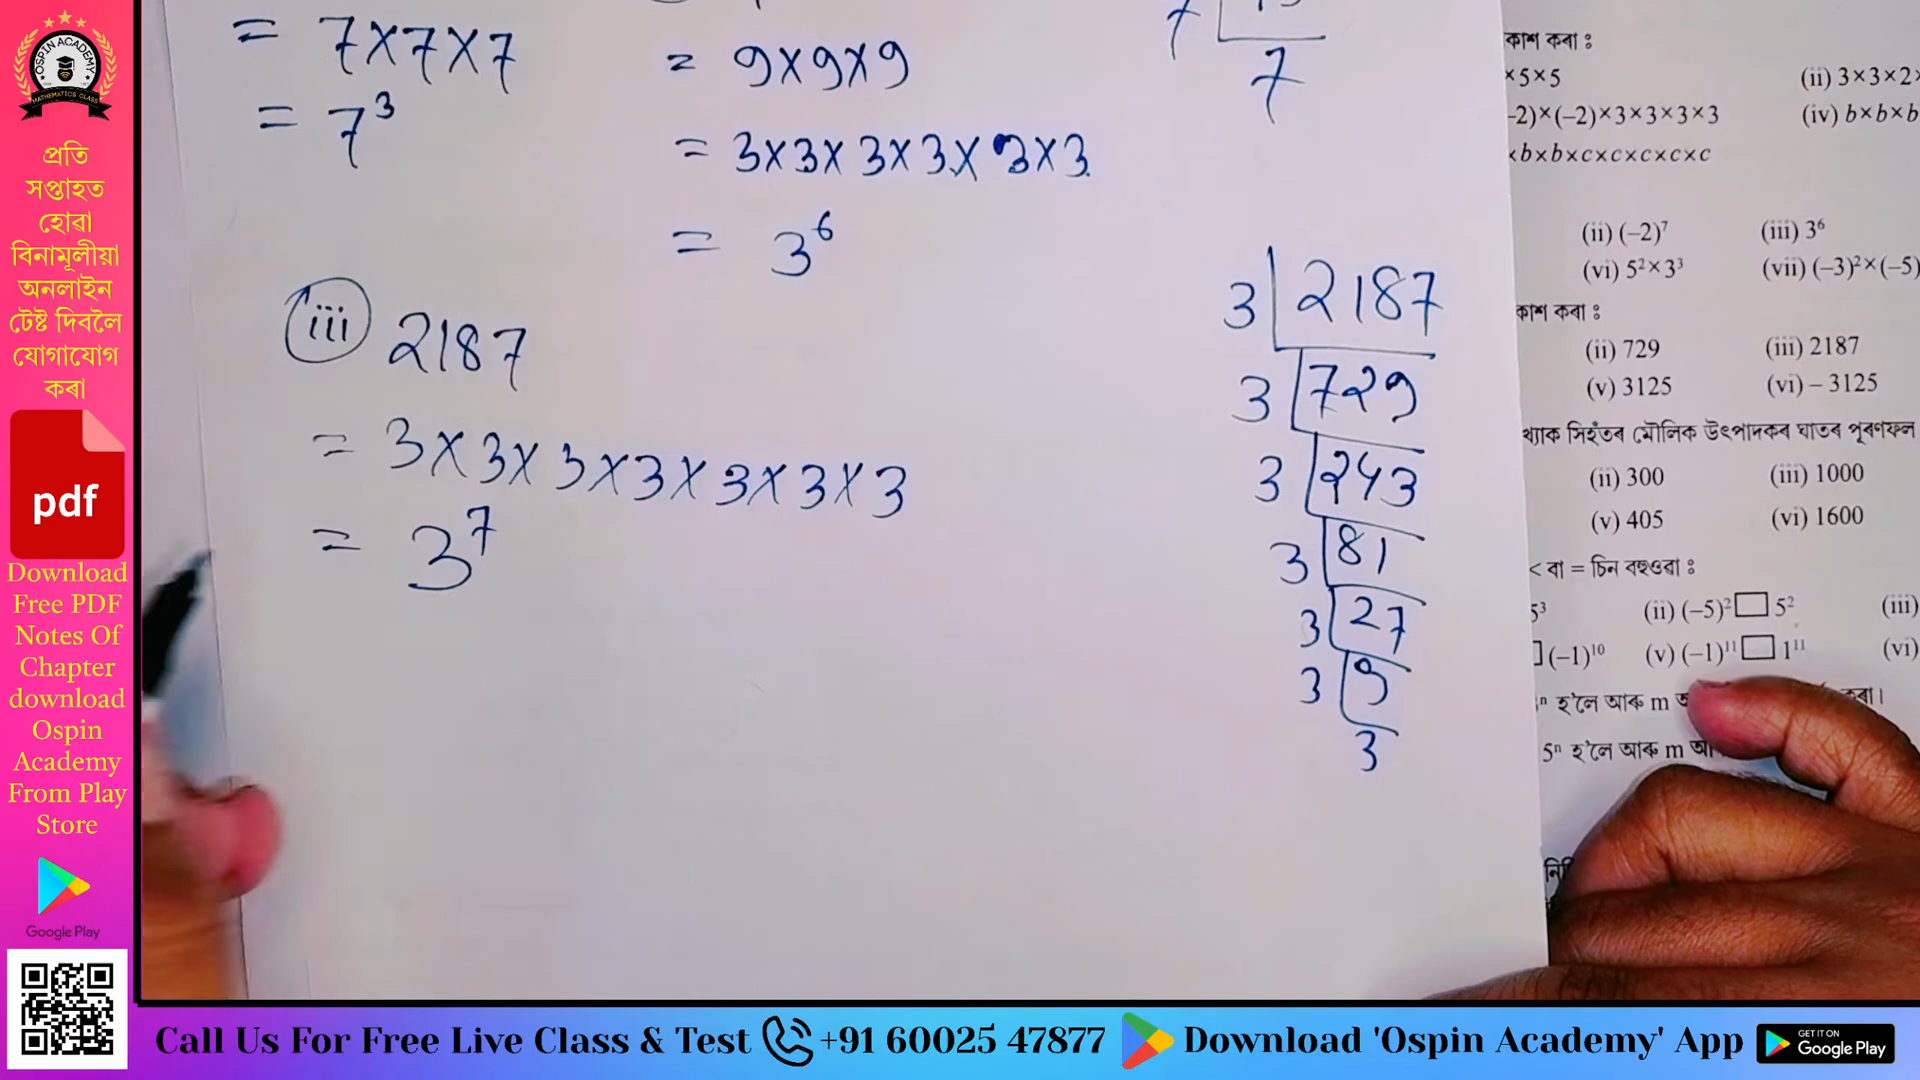 OSPIN ACADEMY
MATHEMATICS CLASS
প্ৰতি
সপ্তাহত
হোৱা
বিনামূলীয়া
অনলাইন
টেষ্ট দিবলৈ
যোগাযোগ
কৰা
pdf
Download
Free PDF
Notes Of
Chapter
download
Ospin
Academy
From Play
Store
Google Play
= 7×7×7
= 7³
= 9×9×9
= 3×3×3×3×3×3
= 3⁶
7
7
(iii) 2187
= 3×3×3×3×3×3×3
= 3⁷
3 2187
3 729
3 243
3 81
3 27
3 9
3
কাশ কৰা ঃ
×5×5 (ii) 3×3×2×
-2)×(–2)×3×3×3×3 (iv) b×b×b
×b×b×c×c×c×c×c
(ii) (–2)⁷ (iii) 3⁶
(vi) 5²×3³ (vii) (–3)²×(–5)
কাশ কৰা ঃ
(ii) 729 (iii) 2187
(v) 3125 (vi) – 3125
খ্যাক সিহঁতৰ মৌলিক উৎপাদকৰ ঘাতৰ পূৰণফল
(ii) 300 (iii) 1000
(v) 405 (vi) 1600
< বা = চিন বহুওৱা ঃ
5³ (ii) (–5)² □ 5² (iii)
□ (–1)¹⁰ (v) (–1)¹¹ □ 1¹¹ (vi)
ⁿ হ'লে আৰু m কৰা।
5ⁿ হ'লে আৰু m
Call Us For Free Live Class & Test +91 60025 47877 Download 'Ospin Academy' App GET IT ON Google Play